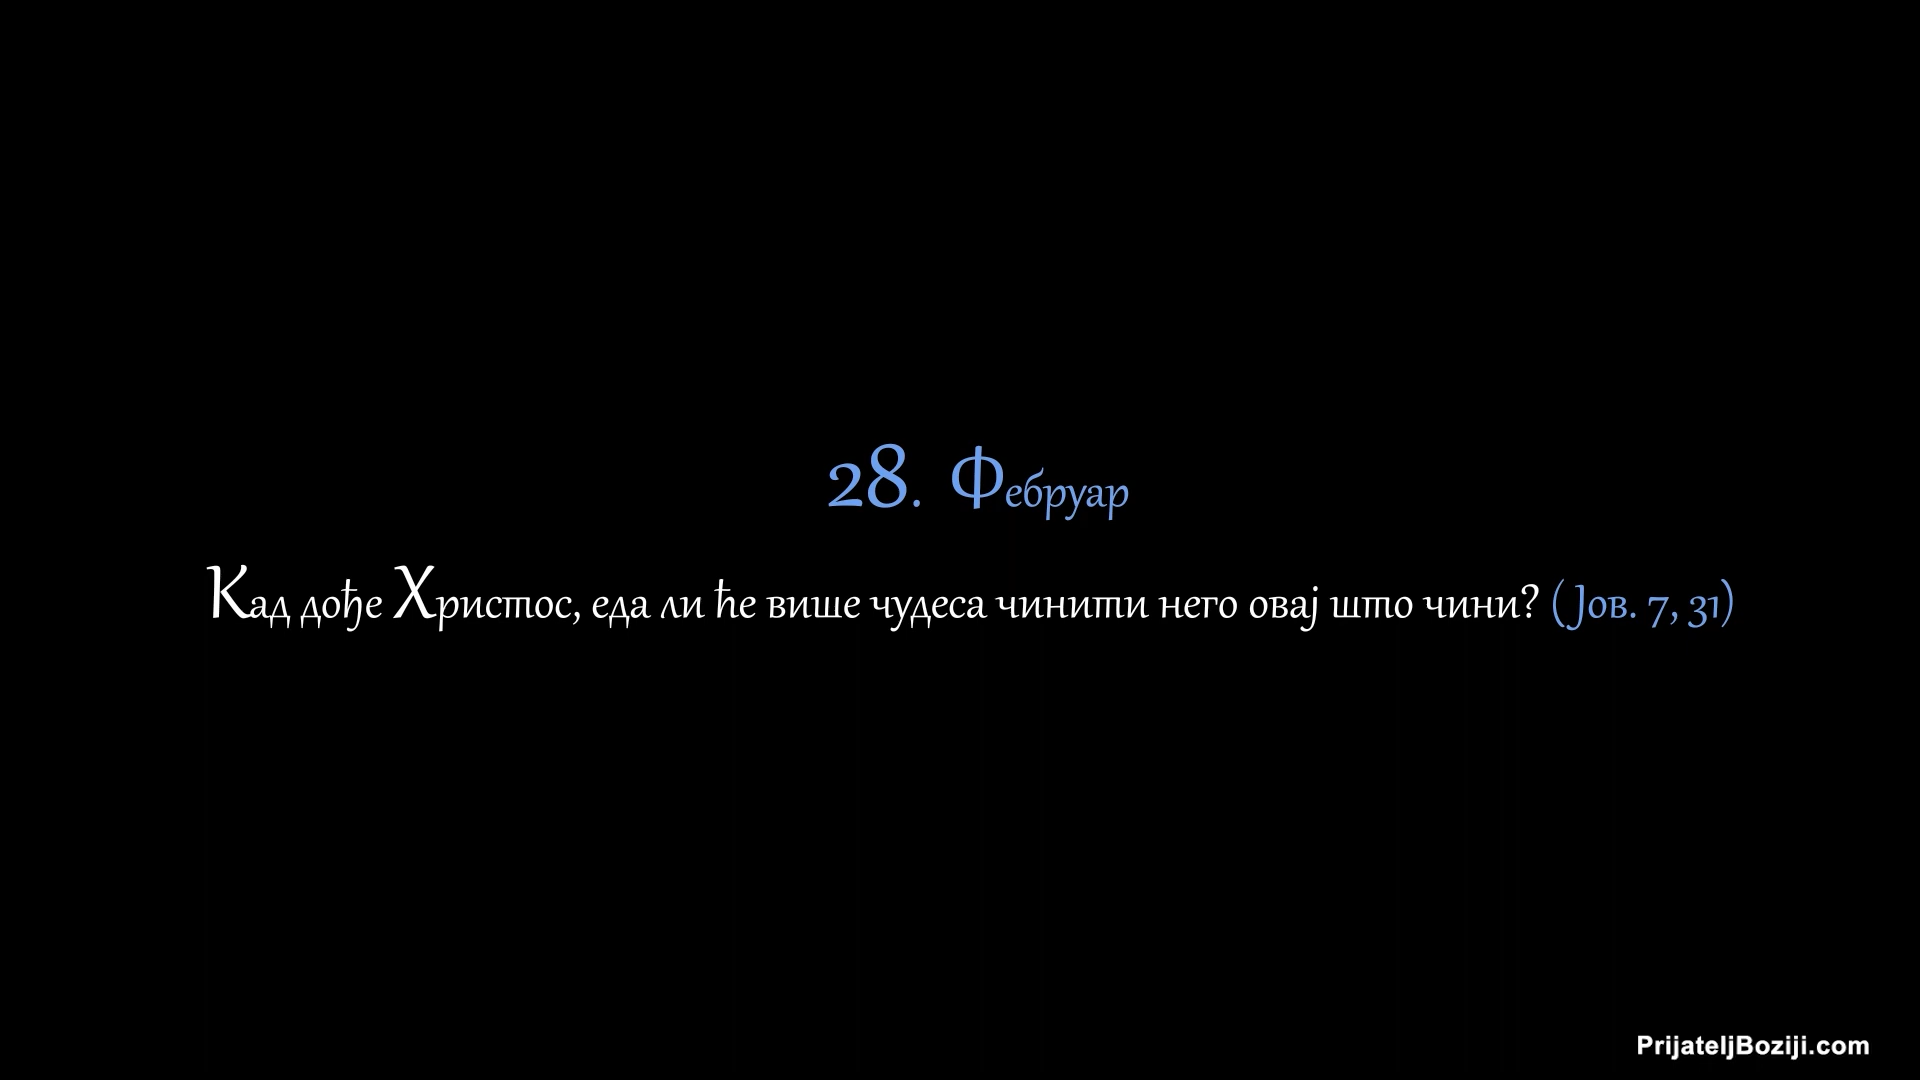 28. Фебруар
Кад дође Христос, еда ли ће више чудеса чинити него овај што чини? (Јов. 7, 31)
PrijateljBoziji.com